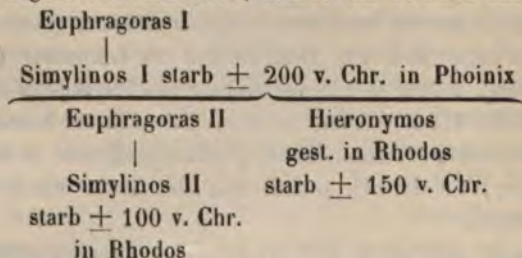 Euphragoras I
Simylinos I starb ± 200 v. Chr. in Phoinix
Euphragoras II Hieronymos
gest. in Rhodos
Simylinos II starb ± 150 v. Chr.
starb ± 100 v. Chr.
in Rhodos